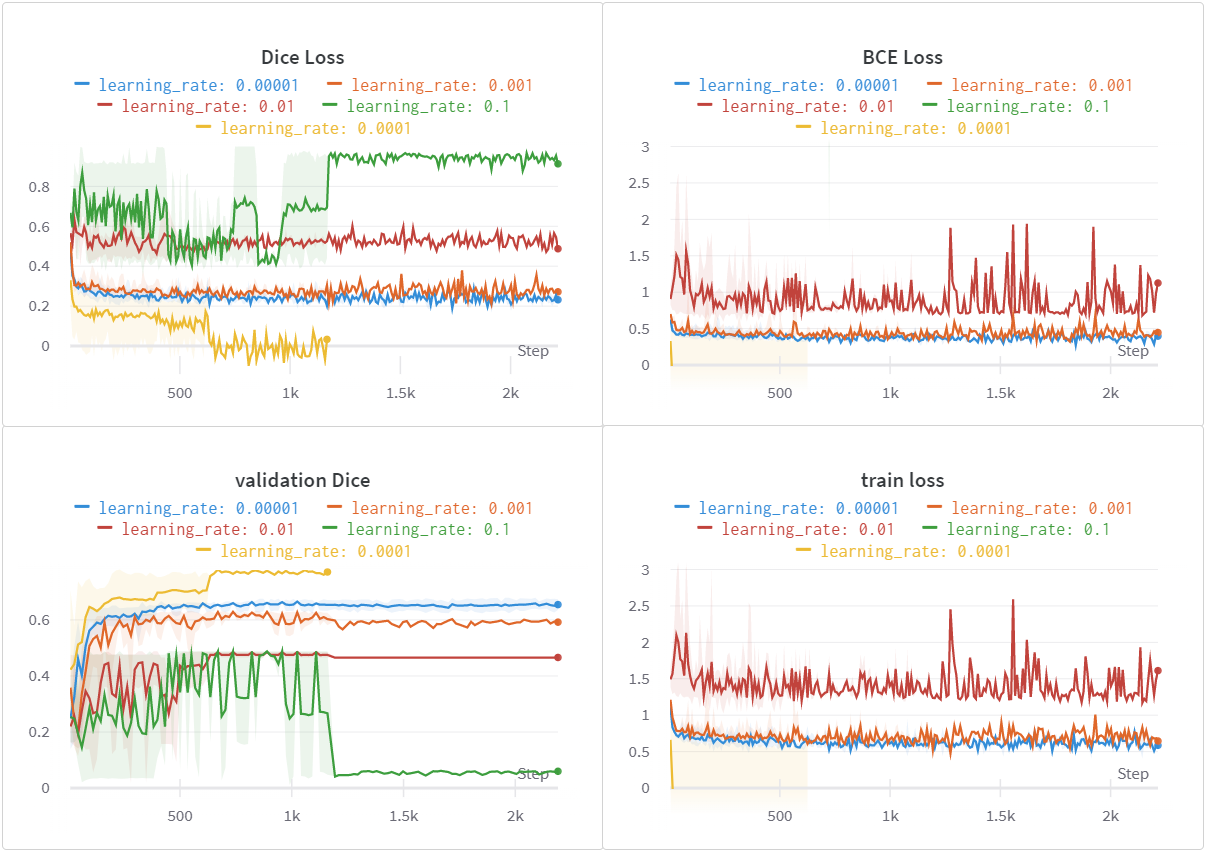 Dice Loss
learning_rate: 0.00001 learning_rate: 0.001
learning_rate: 0.01 learning_rate: 0.1
learning_rate: 0.0001
0.8
0.6
0.4
0.2
0
Step
500 1k 1.5k 2k
BCE Loss
learning_rate: 0.00001 learning_rate: 0.001
learning_rate: 0.01 learning_rate: 0.1
learning_rate: 0.0001
3
2.5
2
1.5
1
0.5
0
Step
500 1k 1.5k 2k
validation Dice
learning_rate: 0.00001 learning_rate: 0.001
learning_rate: 0.01 learning_rate: 0.1
learning_rate: 0.0001
0.6
0.4
0.2
0
Step
500 1k 1.5k 2k
train loss
learning_rate: 0.00001 learning_rate: 0.001
learning_rate: 0.01 learning_rate: 0.1
learning_rate: 0.0001
3
2.5
2
1.5
1
0.5
0
Step
500 1k 1.5k 2k